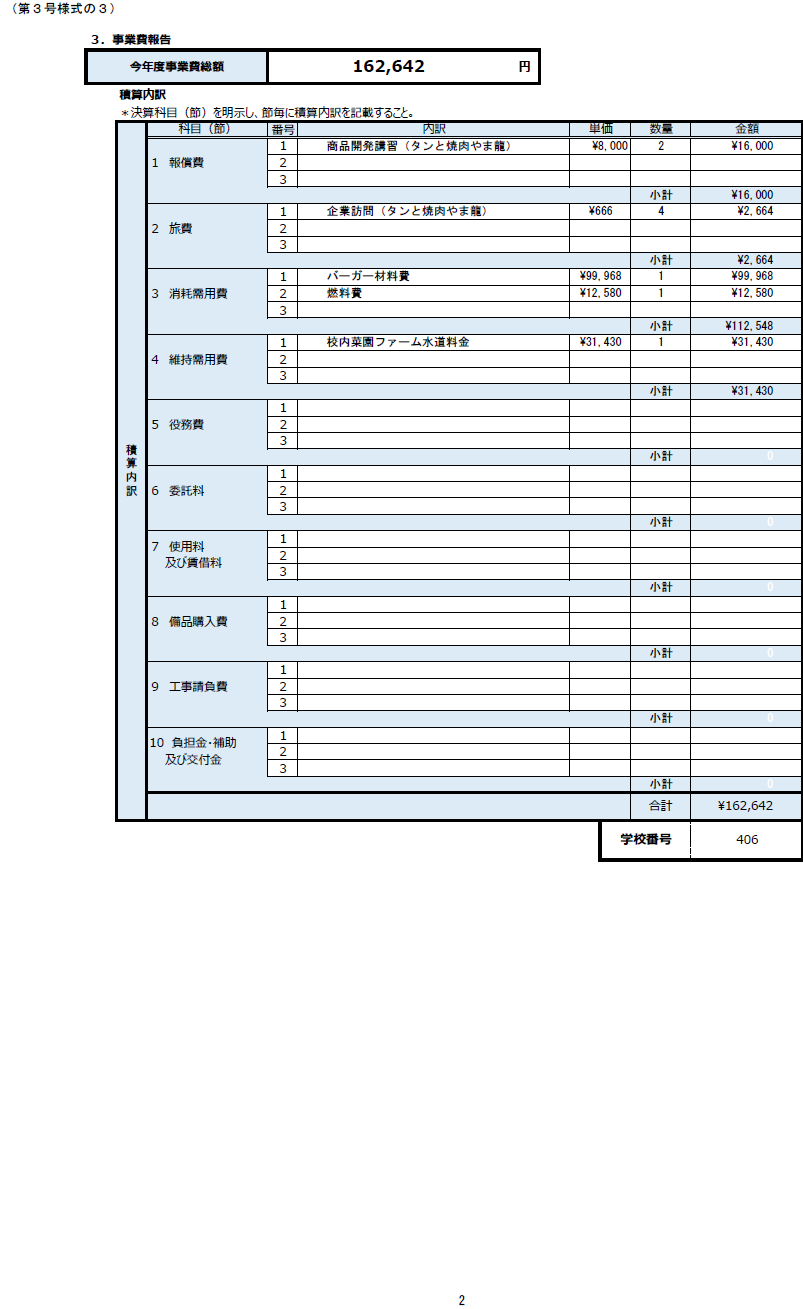 （第３号様式の３）
３．事業費報告
今年度事業費総額 162,642 円
積算内訳
＊決算科目（節）を明示し、節毎に積算内訳を記載すること。
科目（節） 番号 内訳 単価 数量 金額
積算内訳
1 報償費
1 商品開発講習（タンと焼肉やま龍） ¥8,000 2 ¥16,000
2
3
小計 ¥16,000
2 旅費
1 企業訪問（タンと焼肉やま龍） ¥666 4 ¥2,664
2
3
小計 ¥2,664
3 消耗需用費
1 バーガー材料費 ¥99,968 1 ¥99,968
2 燃料費 ¥12,580 1 ¥12,580
3
小計 ¥112,548
4 維持需用費
1 校内菜園ファーム水道料金 ¥31,430 1 ¥31,430
2
3
小計 ¥31,430
5 役務費
1
2
3
小計 0
6 委託料
1
2
3
小計 0
7 使用料
及び賃借料
1
2
3
小計 0
8 備品購入費
1
2
3
小計 0
9 工事請負費
1
2
3
小計 0
10 負担金・補助
及び交付金
1
2
3
小計 0
合計 ¥162,642
学校番号 406
2